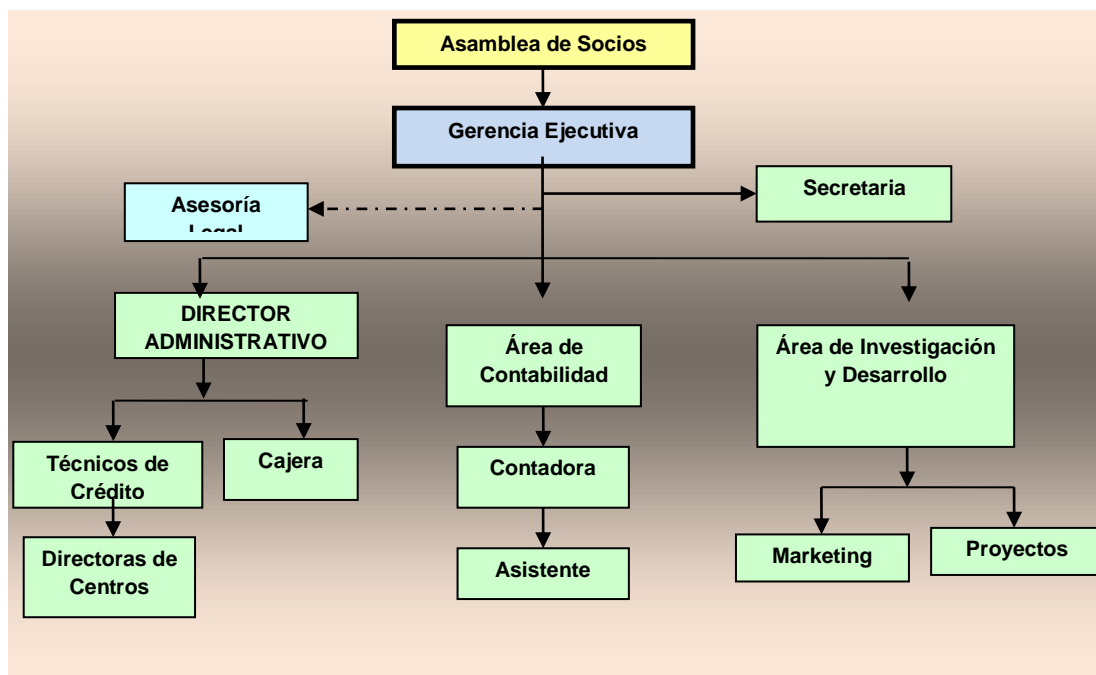 Asamblea de Socios
Gerencia Ejecutiva
Secretaria
Asesoría
Legal
DIRECTOR
ADMINISTRATIVO
Área de
Contabilidad
Área de Investigación
y Desarrollo
Técnicos de
Crédito
Cajera
Contadora
Marketing
Proyectos
Directoras de
Centros
Asistente